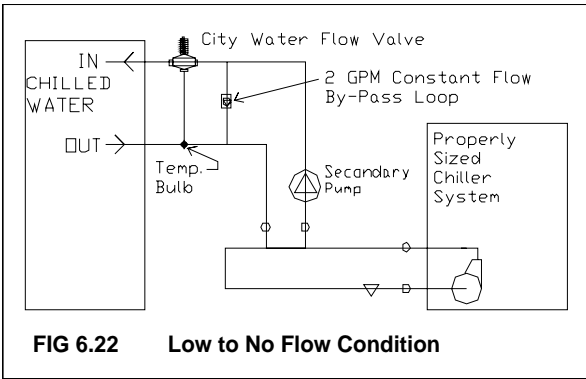 City Water Flow Valve
IN
CHILLED
WATER
OUT
2 GPM Constant Flow
By-Pass Loop
Temp.
Bulb
Secondary
Pump
Properly
Sized
Chiller
System
FIG 6.22 Low to No Flow Condition